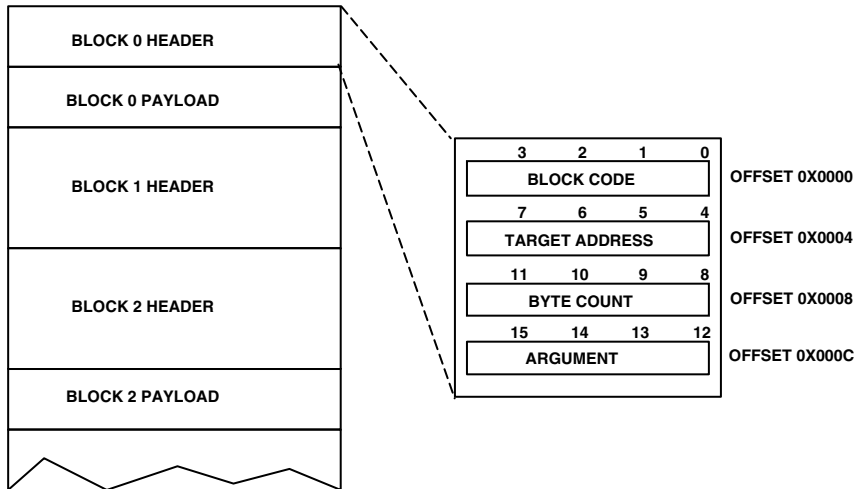 BLOCK 0 HEADER
BLOCK 0 PAYLOAD
BLOCK 1 HEADER
BLOCK 2 HEADER
BLOCK 2 PAYLOAD
3 2 1 0
BLOCK CODE
OFFSET 0X0000
7 6 5 4
TARGET ADDRESS
OFFSET 0X0004
11 10 9 8
BYTE COUNT
OFFSET 0X0008
15 14 13 12
ARGUMENT
OFFSET 0X000C